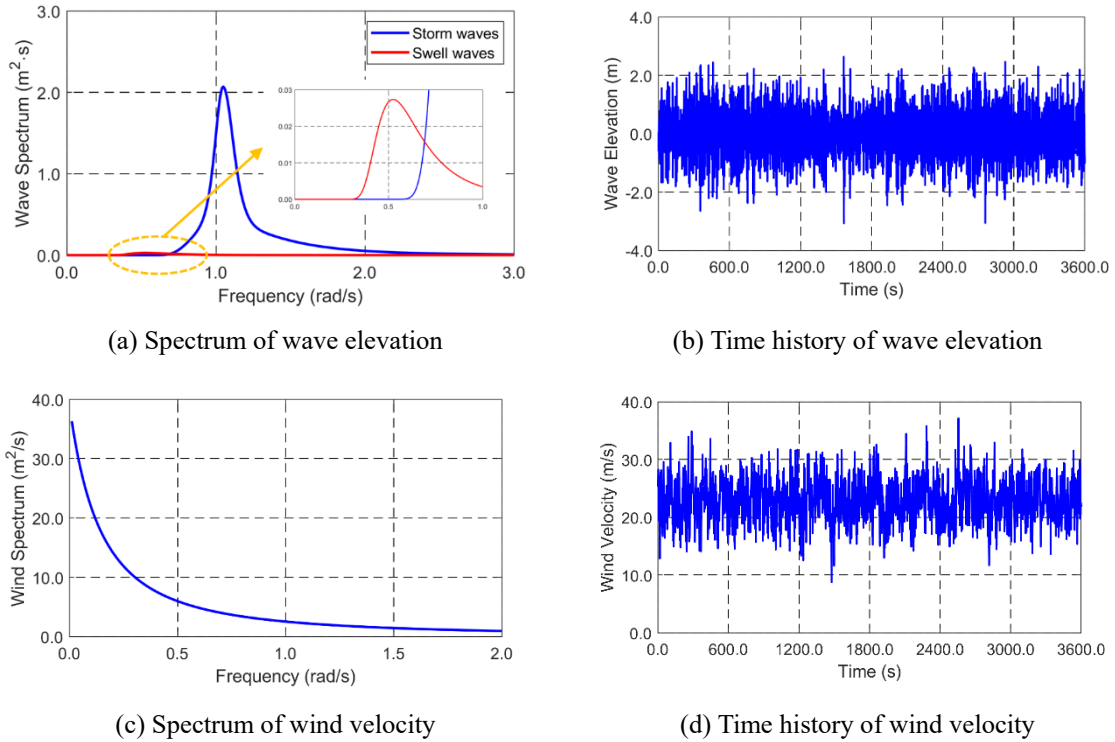 3.0
2.0
1.0
0.0
Wave Spectrum (m²·s)
Storm waves
Swell waves
0.03
0.02
0.01
0.00
0.0 0.5 1.0
0.0 1.0 2.0 3.0
Frequency (rad/s)
(a) Spectrum of wave elevation
4.0
2.0
0.0
-2.0
-4.0
Wave Elevation (m)
0.0 600.0 1200.0 1800.0 2400.0 3000.0 3600.0
Time (s)
(b) Time history of wave elevation
40.0
30.0
20.0
10.0
0.0
Wind Spectrum (m²/s)
0.0 0.5 1.0 1.5 2.0
Frequency (rad/s)
(c) Spectrum of wind velocity
40.0
30.0
20.0
10.0
0.0
Wind Velocity (m/s)
0.0 600.0 1200.0 1800.0 2400.0 3000.0 3600.0
Time (s)
(d) Time history of wind velocity